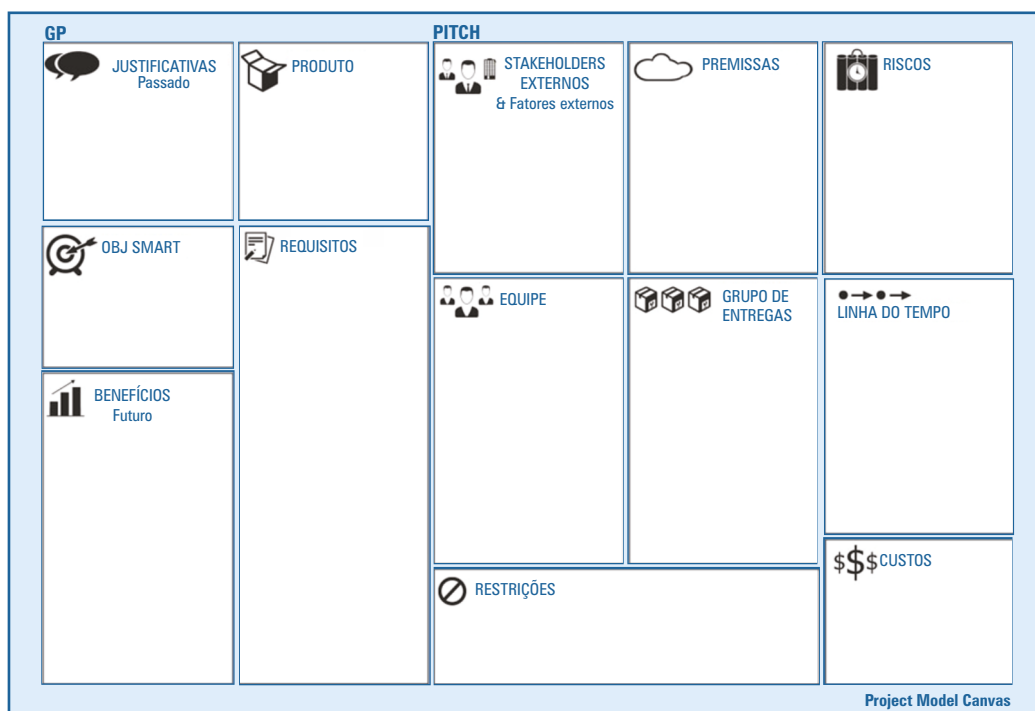 GP
PITCH
JUSTIFICATIVAS
Passado
PRODUTO
STAKEHOLDERS
EXTERNOS
& Fatores externos
PREMISSAS
RISCOS
OBJ SMART
REQUISITOS
EQUIPE
GRUPO DE
ENTREGAS
LINHA DO TEMPO
BENEFÍCIOS
Futuro
$$$CUSTOS
RESTRIÇÕES
Project Model Canvas